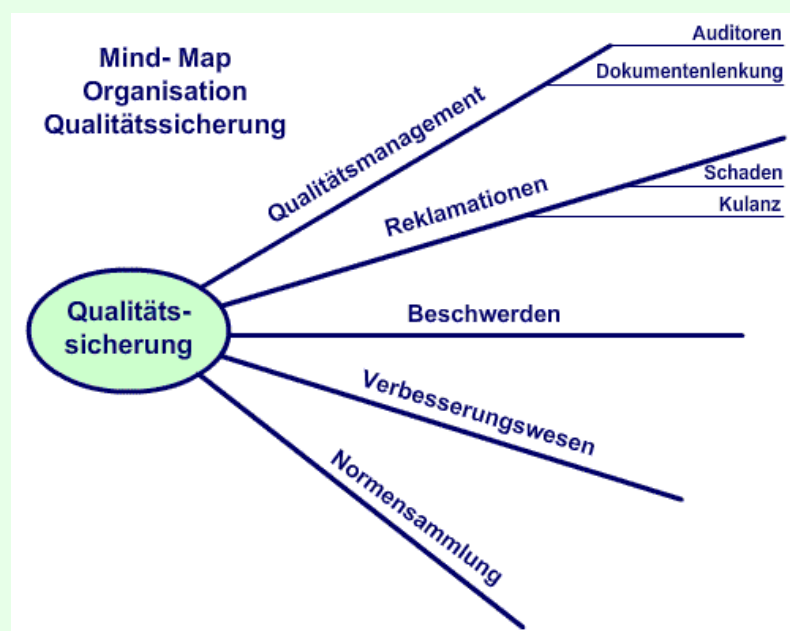 Mind- Map
Organisation
Qualitätssicherung
Auditoren
Dokumentenlenkung
Qualitätsmanagement
Schaden
Kulanz
Reklamationen
Qualitäts-
sicherung
Beschwerden
Verbesserungswesen
Normensammlung